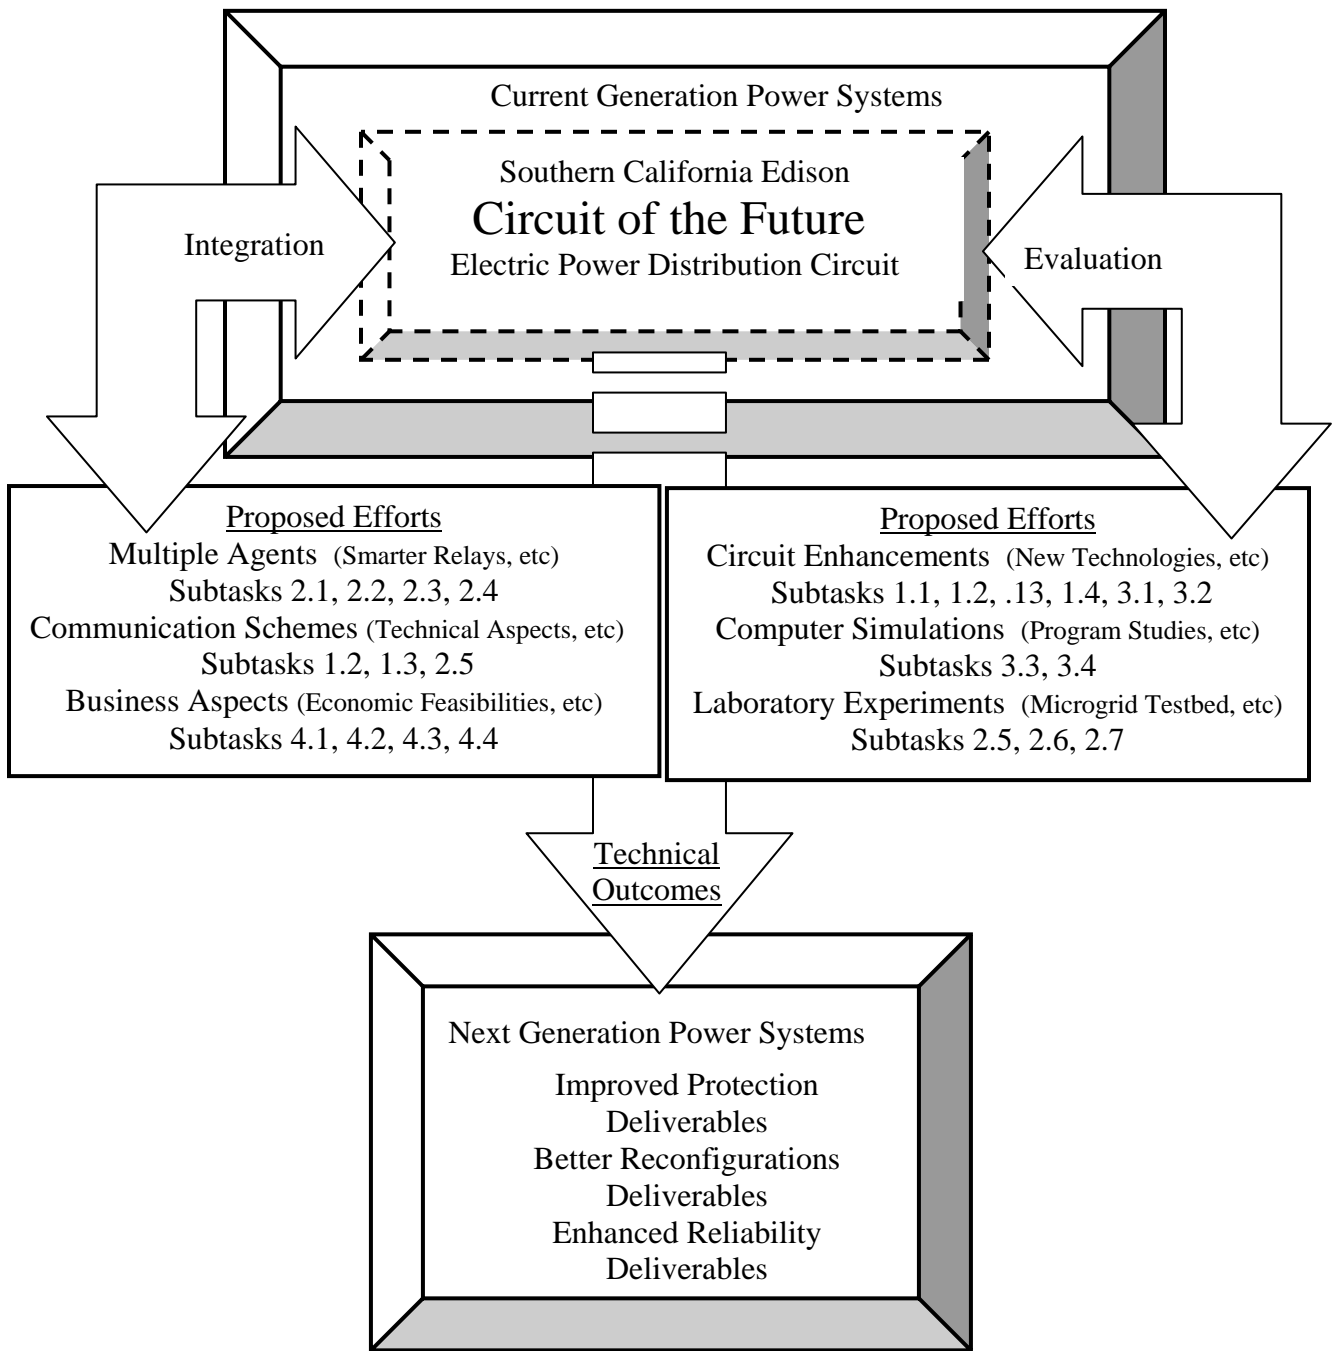 Current Generation Power Systems
Southern California Edison
Circuit of the Future
Electric Power Distribution Circuit
Integration
Evaluation
Proposed Efforts
Multiple Agents (Smarter Relays, etc)
Subtasks 2.1, 2.2, 2.3, 2.4
Communication Schemes (Technical Aspects, etc)
Subtasks 1.2, 1.3, 2.5
Business Aspects (Economic Feasibilities, etc)
Subtasks 4.1, 4.2, 4.3, 4.4
Proposed Efforts
Circuit Enhancements (New Technologies, etc)
Subtasks 1.1, 1.2, .13, 1.4, 3.1, 3.2
Computer Simulations (Program Studies, etc)
Subtasks 3.3, 3.4
Laboratory Experiments (Microgrid Testbed, etc)
Subtasks 2.5, 2.6, 2.7
Technical
Outcomes
Next Generation Power Systems
Improved Protection
Deliverables
Better Reconfigurations
Deliverables
Enhanced Reliability
Deliverables